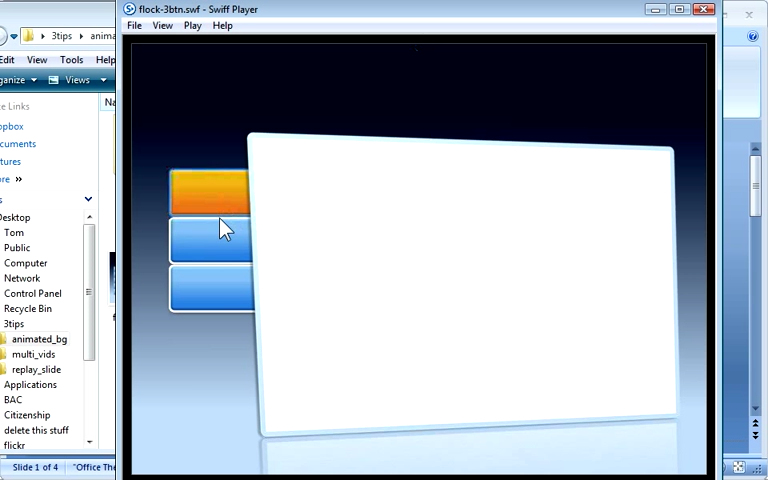 flock-3btn.swf - Swiff Player
File View Play Help
3tips
anima
Edit View Tools Help
ganize Views
e Links
opbox
ocuments
ctures
ore »
s
Desktop
Tom
Public
Computer
Network
Control Panel
Recycle Bin
3tips
animated_bg
multi_vids
replay_slide
Applications
BAC
Citizenship
delete this stuff
flickr
Na
Slide 1 of 4
"Office The